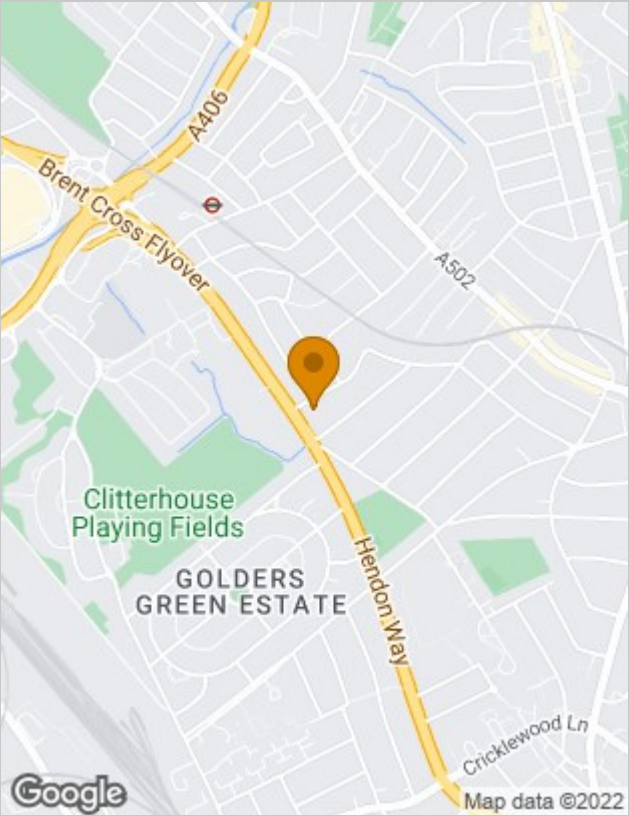 A406
Brent Cross Flyover
A502
Clitterhouse
Playing Fields
GOLDERS
GREEN ESTATE
Hendon Way
Cricklewood Ln
Google
Map data ©2022